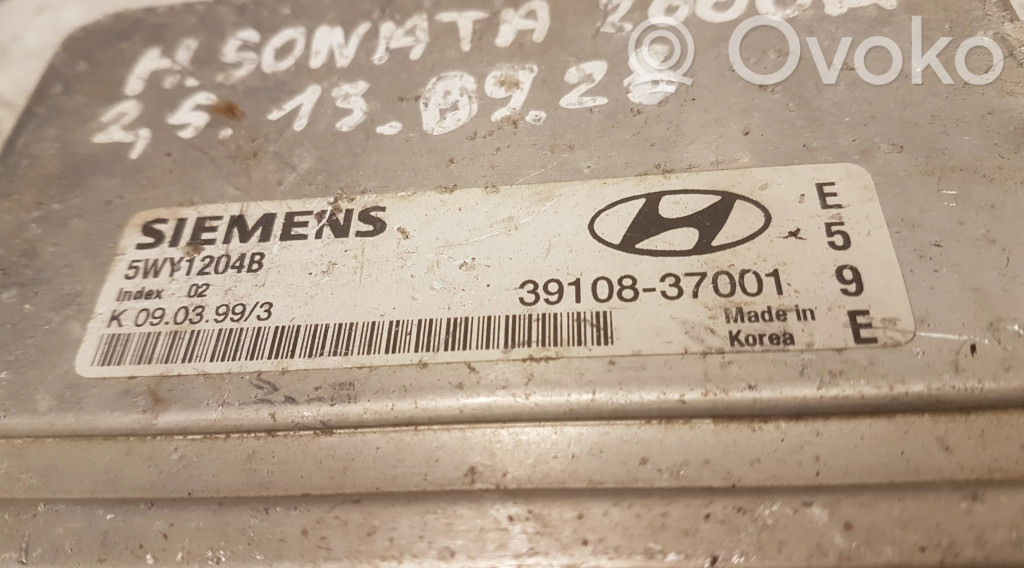 H. SONATA
2,5. 13.09.2
Ovoko
SIEMENS
5WY1204B
Index 02
K 09.03.99/3
39108-37001
Made in
Korea
E
5
9
E